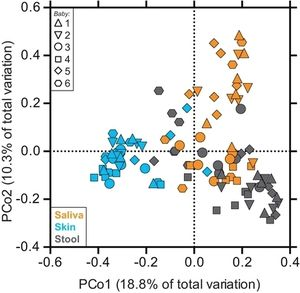 PCo2 (10.3% of total variation)
0.6
0.4
0.2
0.0
-0.2
-0.4
Baby:
1
2
3
4
5
6
Saliva
Skin
Stool
-0.6 -0.4 -0.2 0.0 0.2 0.4
PCo1 (18.8% of total variation)